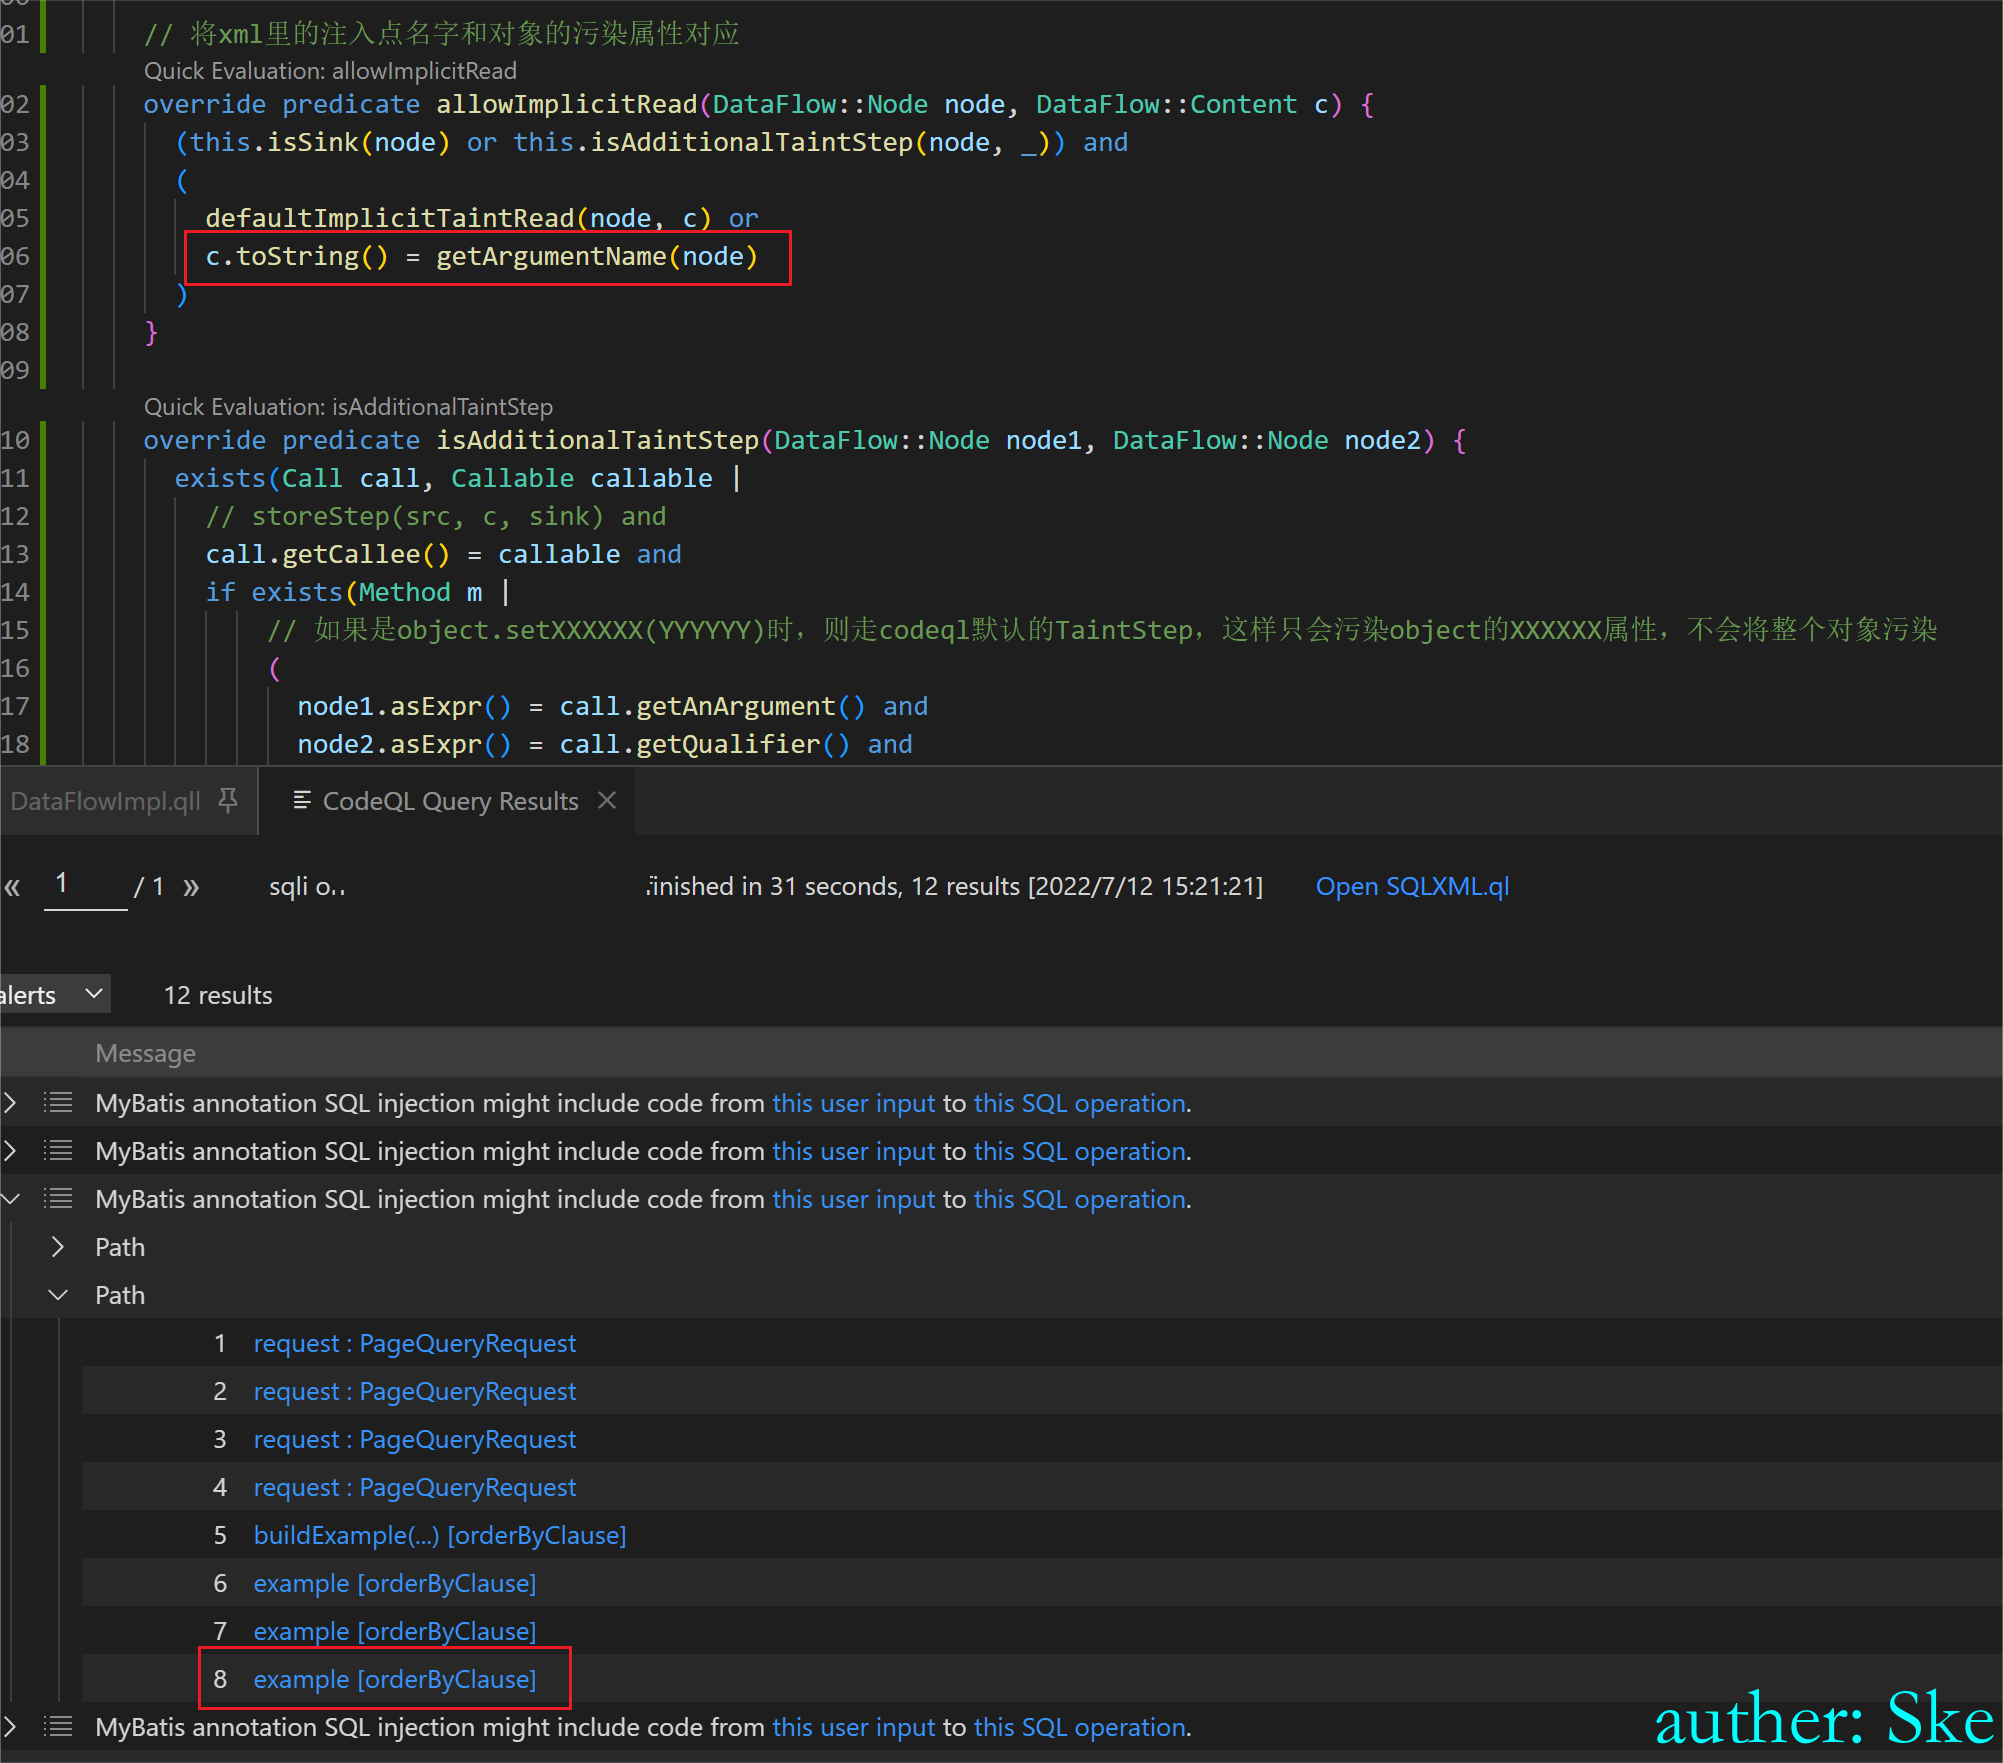 01 // 将xml里的注入点名字和对象的污染属性对应
Quick Evaluation: allowImplicitRead
02 override predicate allowImplicitRead(DataFlow::Node node, DataFlow::Content c) {
03 (this.isSink(node) or this.isAdditionalTaintStep(node, _)) and
04 (
05 defaultImplicitTaintRead(node, c) or
06 c.toString() = getArgumentName(node)
07 )
08 }
09
Quick Evaluation: isAdditionalTaintStep
10 override predicate isAdditionalTaintStep(DataFlow::Node node1, DataFlow::Node node2) {
11 exists(Call call, Callable callable |
12 // storeStep(src, c, sink) and
13 call.getCallee() = callable and
14 if exists(Method m |
15 // 如果是object.setXXXXXX(YYYYYY)时，则走codeql默认的TaintStep，这样只会污染object的XXXXXX属性，不会将整个对象污染
16 (
17 node1.asExpr() = call.getAnArgument() and
18 node2.asExpr() = call.getQualifier() and
DataFlowImpl.qll CodeQL Query Results
« 1 / 1 » sqli finished in 31 seconds, 12 results [2022/7/12 15:21:21] Open SQLXML.ql
alerts 12 results
Message
MyBatis annotation SQL injection might include code from this user input to this SQL operation.
MyBatis annotation SQL injection might include code from this user input to this SQL operation.
MyBatis annotation SQL injection might include code from this user input to this SQL operation.
Path
Path
1 request : PageQueryRequest
2 request : PageQueryRequest
3 request : PageQueryRequest
4 request : PageQueryRequest
5 buildExample(...) [orderByClause]
6 example [orderByClause]
7 example [orderByClause]
8 example [orderByClause]
MyBatis annotation SQL injection might include code from this user input to this SQL operation.
auther: Ske